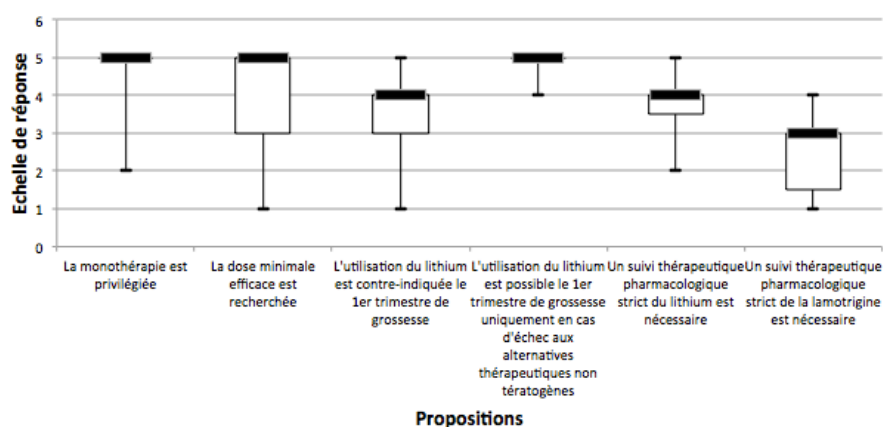 Echelle de réponse
6
5
4
3
2
1
0
La monothérapie est
privilégiée
La dose minimale
efficace est
recherchée
L'utilisation du lithium
est contre-indiquée le
1er trimestre de
grossesse
L'utilisation du lithium
est possible le 1er
trimestre de grossesse
uniquement en cas
d'échec aux
alternatives
thérapeutiques non
tératogènes
Un suivi thérapeutique
pharmacologique
strict du lithium est
nécessaire
Un suivi thérapeutique
pharmacologique
strict de la lamotrigine
est nécessaire
Propositions